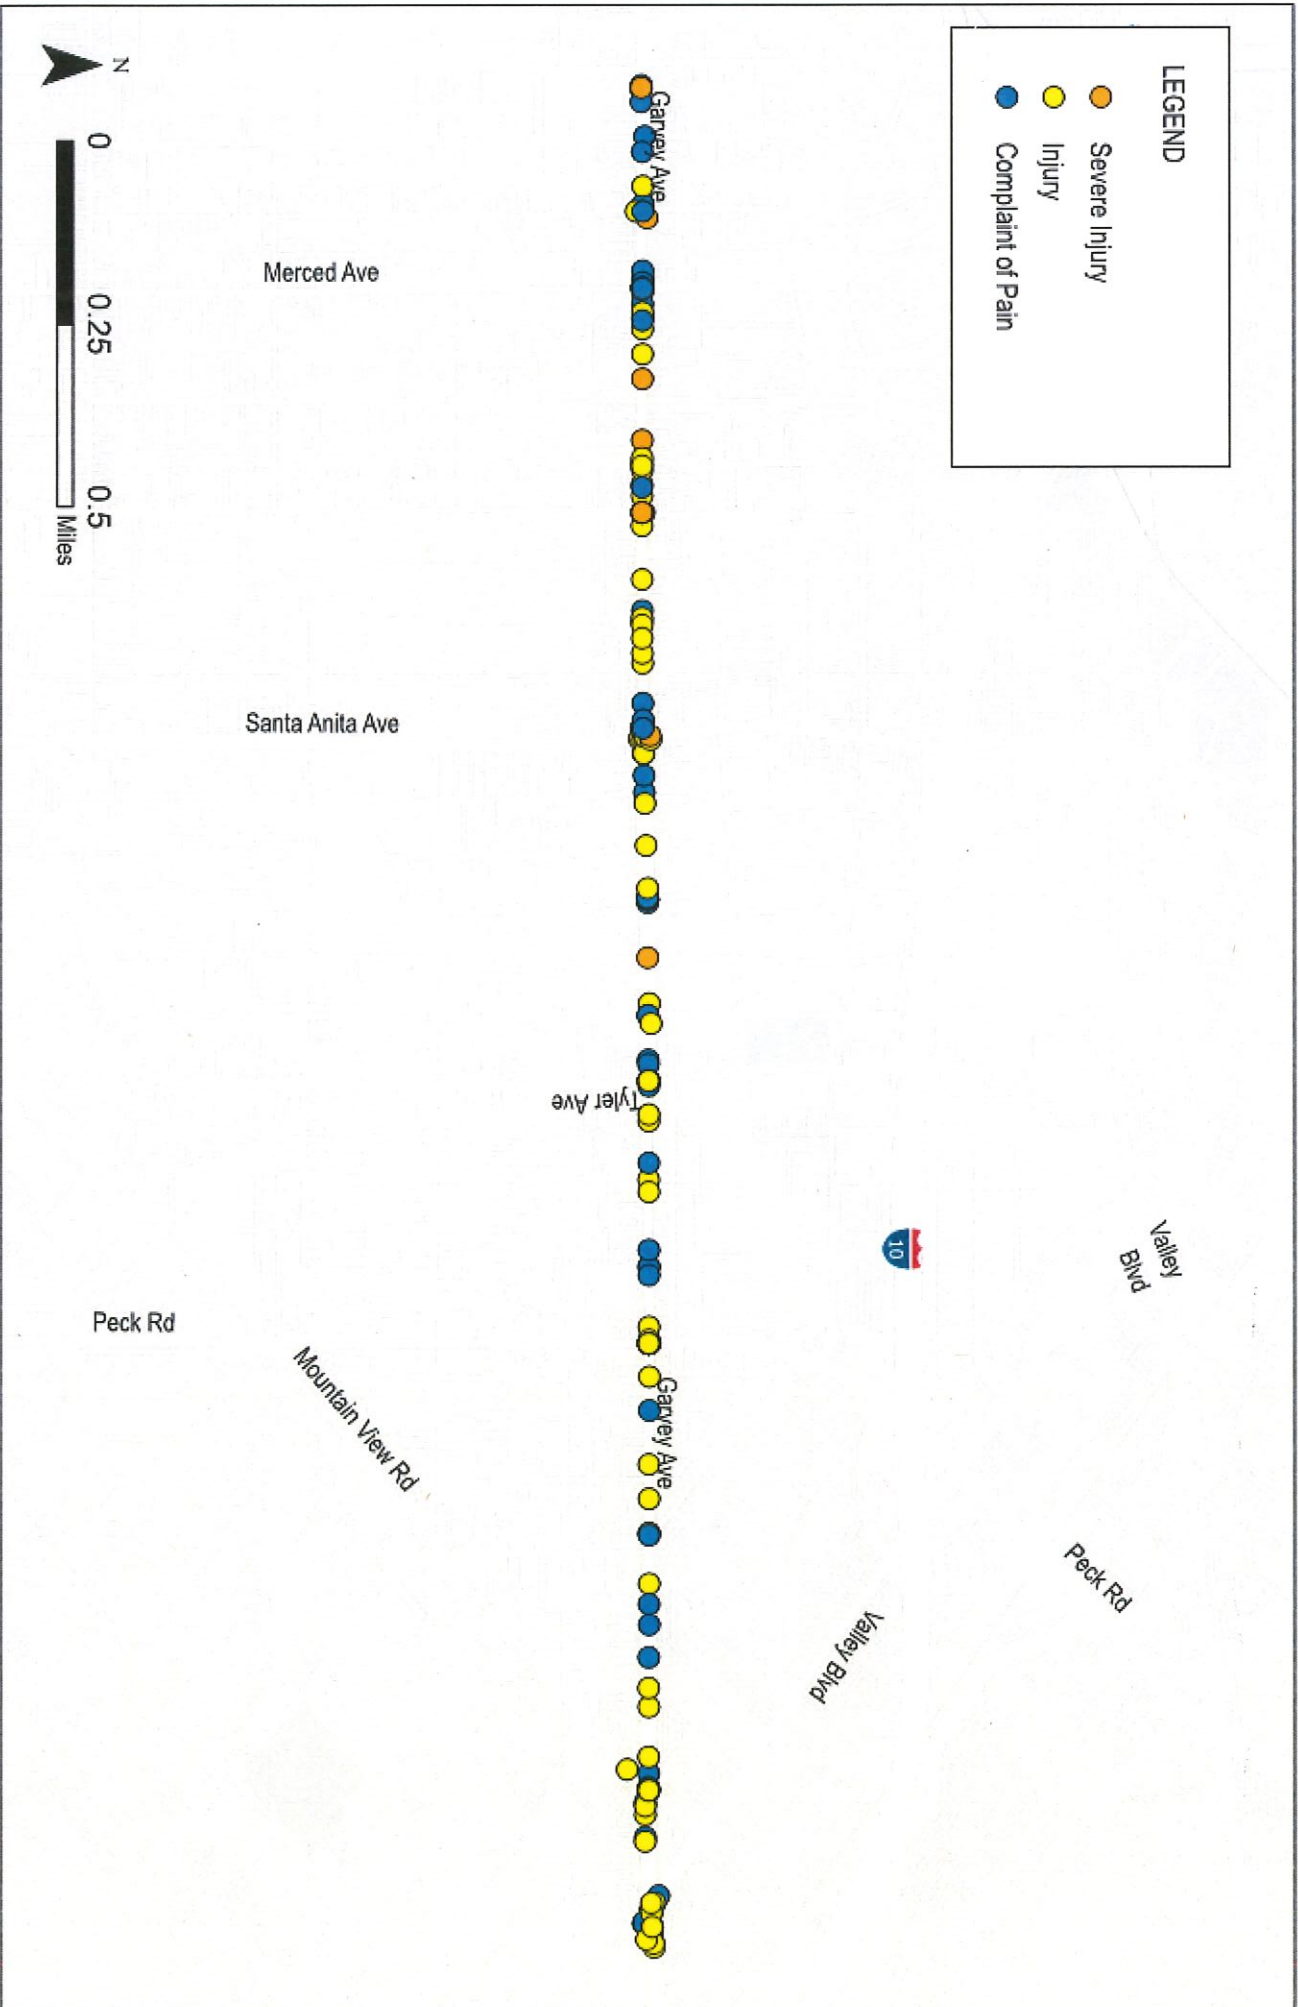 LEGEND
Severe Injury
Injury
Complaint of Pain
Valley
Blvd
Peck Rd
10
Valley Blvd
Garvey Ave
Garvey Ave
Tyler Ave
Merced Ave
Santa Anita Ave
Mountain View Rd
Peck Rd
N
0
0.25
0.5
Miles